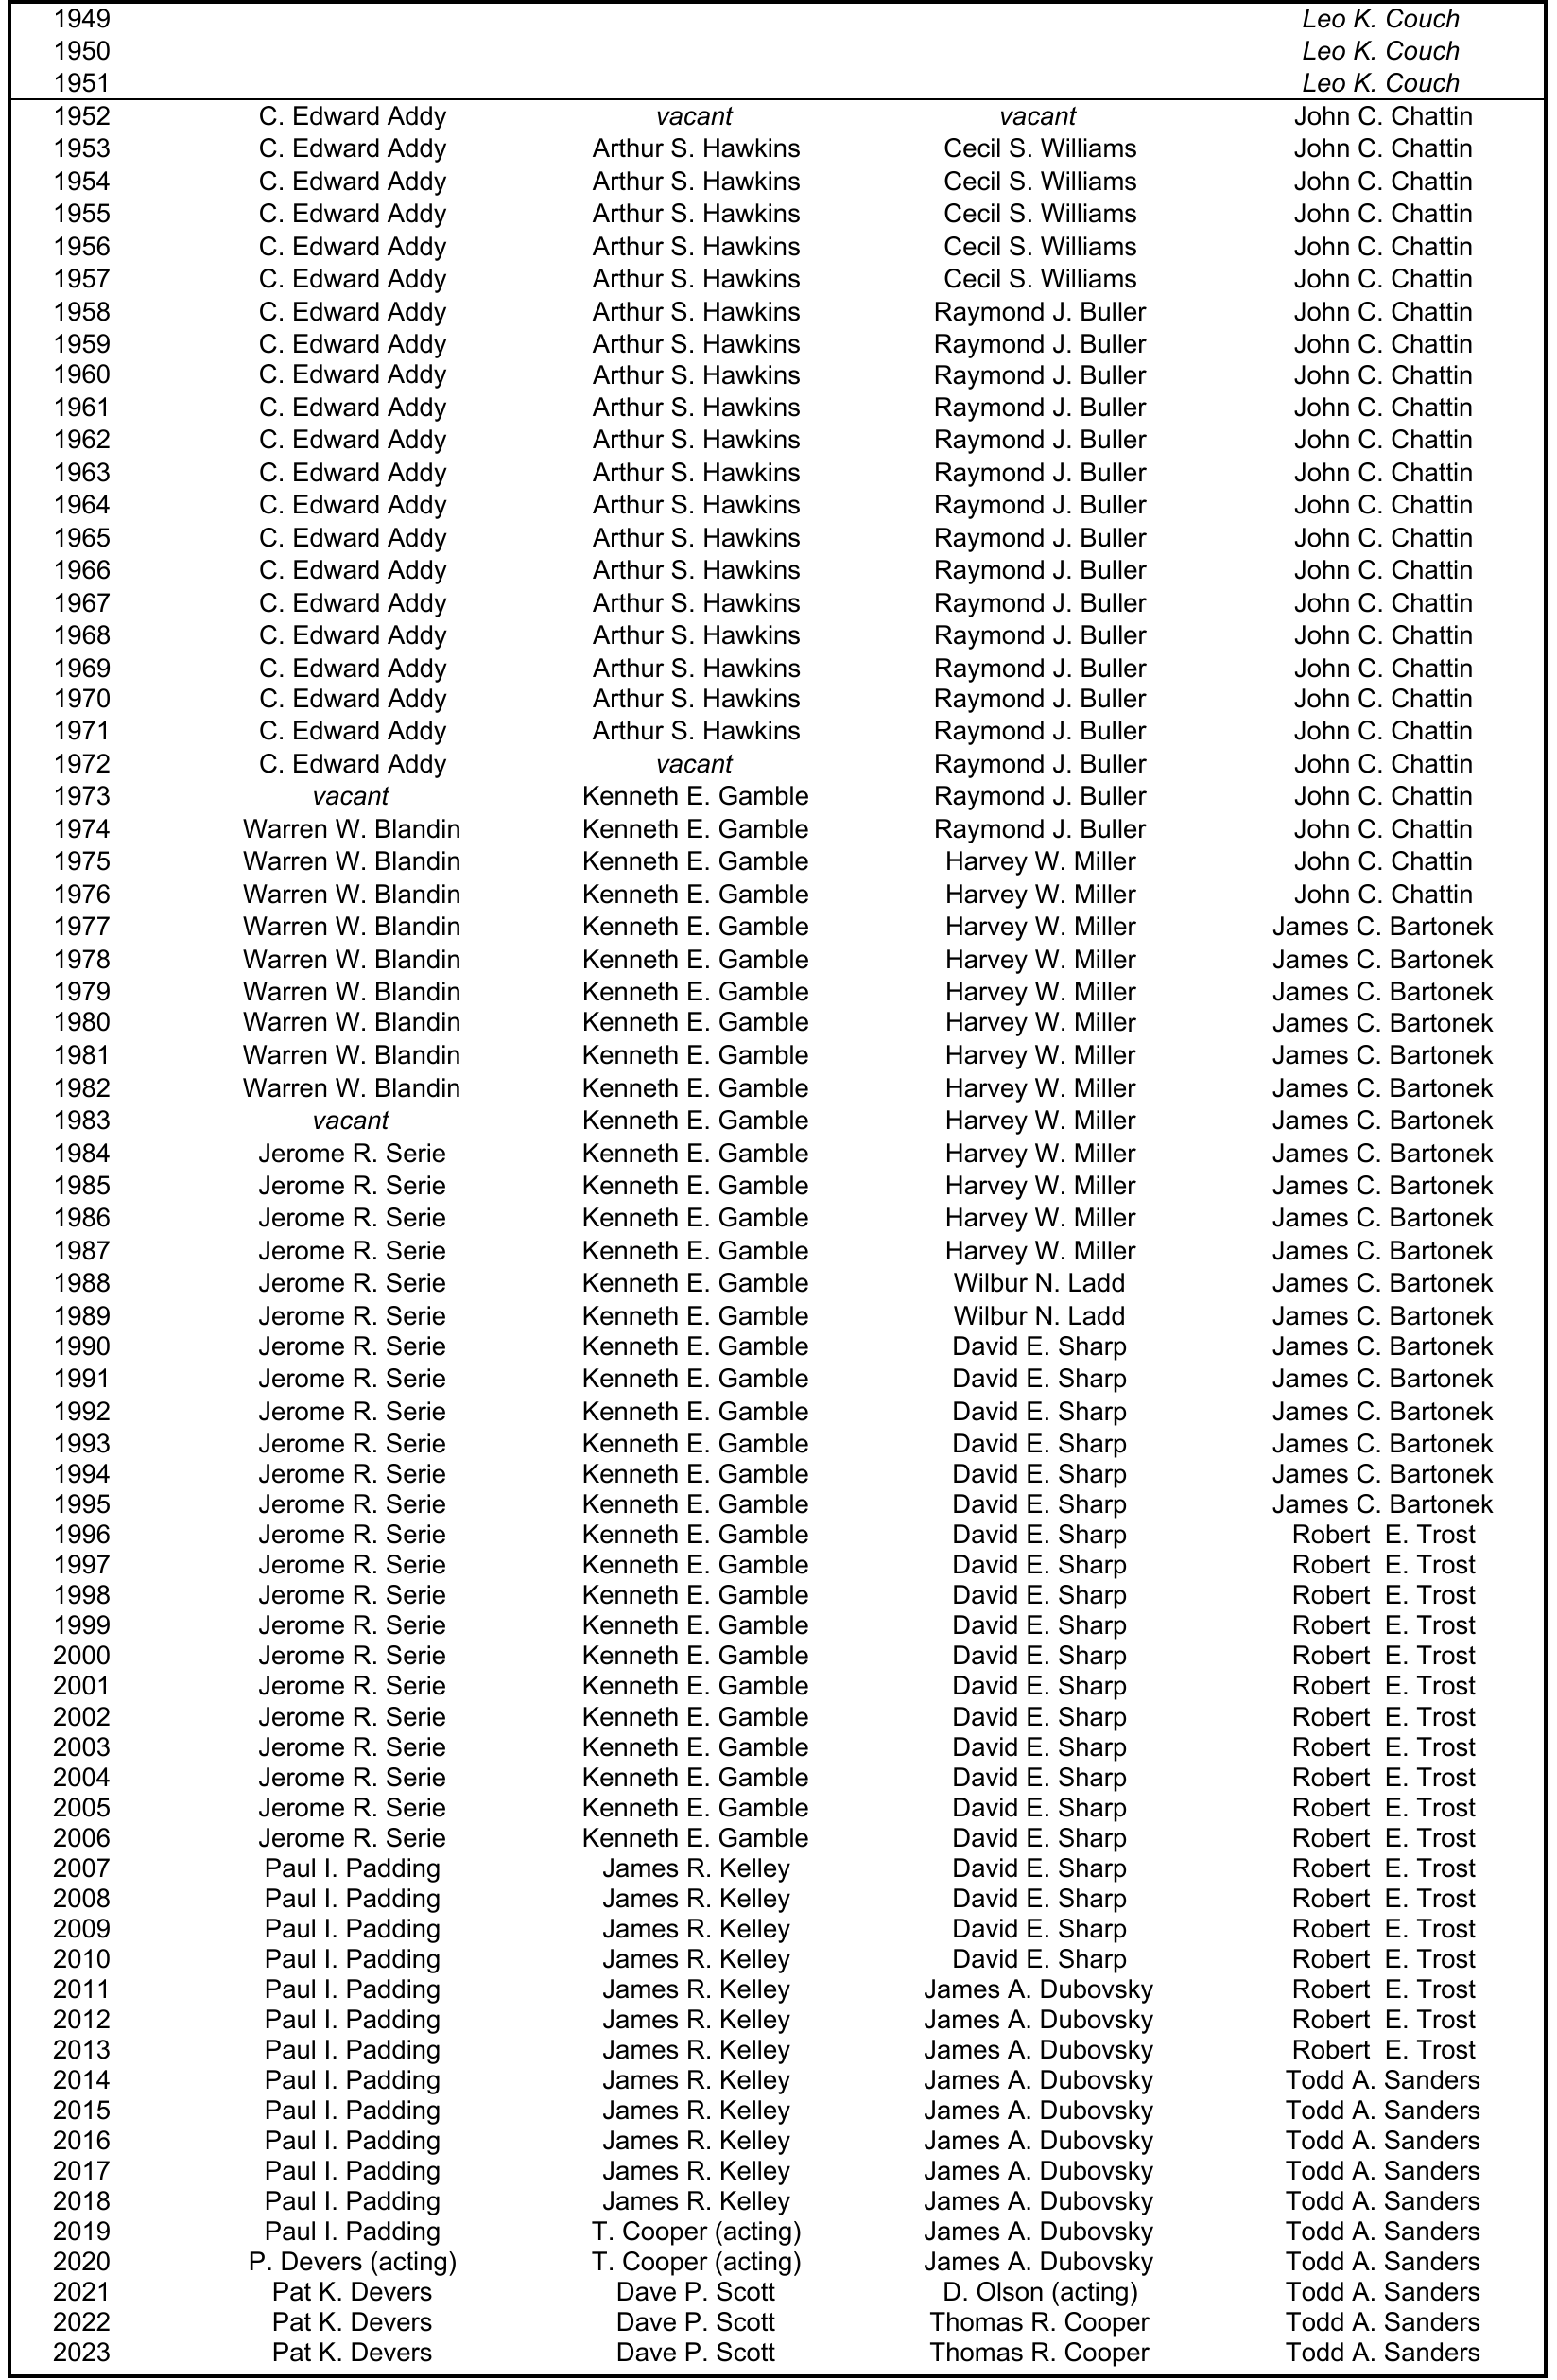 1949 Leo K. Couch
1950 Leo K. Couch
1951 Leo K. Couch
1952 C. Edward Addy vacant vacant John C. Chattin
1953 C. Edward Addy Arthur S. Hawkins Cecil S. Williams John C. Chattin
1954 C. Edward Addy Arthur S. Hawkins Cecil S. Williams John C. Chattin
1955 C. Edward Addy Arthur S. Hawkins Cecil S. Williams John C. Chattin
1956 C. Edward Addy Arthur S. Hawkins Cecil S. Williams John C. Chattin
1957 C. Edward Addy Arthur S. Hawkins Cecil S. Williams John C. Chattin
1958 C. Edward Addy Arthur S. Hawkins Raymond J. Buller John C. Chattin
1959 C. Edward Addy Arthur S. Hawkins Raymond J. Buller John C. Chattin
1960 C. Edward Addy Arthur S. Hawkins Raymond J. Buller John C. Chattin
1961 C. Edward Addy Arthur S. Hawkins Raymond J. Buller John C. Chattin
1962 C. Edward Addy Arthur S. Hawkins Raymond J. Buller John C. Chattin
1963 C. Edward Addy Arthur S. Hawkins Raymond J. Buller John C. Chattin
1964 C. Edward Addy Arthur S. Hawkins Raymond J. Buller John C. Chattin
1965 C. Edward Addy Arthur S. Hawkins Raymond J. Buller John C. Chattin
1966 C. Edward Addy Arthur S. Hawkins Raymond J. Buller John C. Chattin
1967 C. Edward Addy Arthur S. Hawkins Raymond J. Buller John C. Chattin
1968 C. Edward Addy Arthur S. Hawkins Raymond J. Buller John C. Chattin
1969 C. Edward Addy Arthur S. Hawkins Raymond J. Buller John C. Chattin
1970 C. Edward Addy Arthur S. Hawkins Raymond J. Buller John C. Chattin
1971 C. Edward Addy Arthur S. Hawkins Raymond J. Buller John C. Chattin
1972 C. Edward Addy vacant Raymond J. Buller John C. Chattin
1973 vacant Kenneth E. Gamble Raymond J. Buller John C. Chattin
1974 Warren W. Blandin Kenneth E. Gamble Raymond J. Buller John C. Chattin
1975 Warren W. Blandin Kenneth E. Gamble Harvey W. Miller John C. Chattin
1976 Warren W. Blandin Kenneth E. Gamble Harvey W. Miller John C. Chattin
1977 Warren W. Blandin Kenneth E. Gamble Harvey W. Miller James C. Bartonek
1978 Warren W. Blandin Kenneth E. Gamble Harvey W. Miller James C. Bartonek
1979 Warren W. Blandin Kenneth E. Gamble Harvey W. Miller James C. Bartonek
1980 Warren W. Blandin Kenneth E. Gamble Harvey W. Miller James C. Bartonek
1981 Warren W. Blandin Kenneth E. Gamble Harvey W. Miller James C. Bartonek
1982 Warren W. Blandin Kenneth E. Gamble Harvey W. Miller James C. Bartonek
1983 vacant Kenneth E. Gamble Harvey W. Miller James C. Bartonek
1984 Jerome R. Serie Kenneth E. Gamble Harvey W. Miller James C. Bartonek
1985 Jerome R. Serie Kenneth E. Gamble Harvey W. Miller James C. Bartonek
1986 Jerome R. Serie Kenneth E. Gamble Harvey W. Miller James C. Bartonek
1987 Jerome R. Serie Kenneth E. Gamble Harvey W. Miller James C. Bartonek
1988 Jerome R. Serie Kenneth E. Gamble Wilbur N. Ladd James C. Bartonek
1989 Jerome R. Serie Kenneth E. Gamble Wilbur N. Ladd James C. Bartonek
1990 Jerome R. Serie Kenneth E. Gamble David E. Sharp James C. Bartonek
1991 Jerome R. Serie Kenneth E. Gamble David E. Sharp James C. Bartonek
1992 Jerome R. Serie Kenneth E. Gamble David E. Sharp James C. Bartonek
1993 Jerome R. Serie Kenneth E. Gamble David E. Sharp James C. Bartonek
1994 Jerome R. Serie Kenneth E. Gamble David E. Sharp James C. Bartonek
1995 Jerome R. Serie Kenneth E. Gamble David E. Sharp James C. Bartonek
1996 Jerome R. Serie Kenneth E. Gamble David E. Sharp Robert E. Trost
1997 Jerome R. Serie Kenneth E. Gamble David E. Sharp Robert E. Trost
1998 Jerome R. Serie Kenneth E. Gamble David E. Sharp Robert E. Trost
1999 Jerome R. Serie Kenneth E. Gamble David E. Sharp Robert E. Trost
2000 Jerome R. Serie Kenneth E. Gamble David E. Sharp Robert E. Trost
2001 Jerome R. Serie Kenneth E. Gamble David E. Sharp Robert E. Trost
2002 Jerome R. Serie Kenneth E. Gamble David E. Sharp Robert E. Trost
2003 Jerome R. Serie Kenneth E. Gamble David E. Sharp Robert E. Trost
2004 Jerome R. Serie Kenneth E. Gamble David E. Sharp Robert E. Trost
2005 Jerome R. Serie Kenneth E. Gamble David E. Sharp Robert E. Trost
2006 Jerome R. Serie Kenneth E. Gamble David E. Sharp Robert E. Trost
2007 Paul I. Padding James R. Kelley David E. Sharp Robert E. Trost
2008 Paul I. Padding James R. Kelley David E. Sharp Robert E. Trost
2009 Paul I. Padding James R. Kelley David E. Sharp Robert E. Trost
2010 Paul I. Padding James R. Kelley David E. Sharp Robert E. Trost
2011 Paul I. Padding James R. Kelley James A. Dubovsky Robert E. Trost
2012 Paul I. Padding James R. Kelley James A. Dubovsky Robert E. Trost
2013 Paul I. Padding James R. Kelley James A. Dubovsky Robert E. Trost
2014 Paul I. Padding James R. Kelley James A. Dubovsky Todd A. Sanders
2015 Paul I. Padding James R. Kelley James A. Dubovsky Todd A. Sanders
2016 Paul I. Padding James R. Kelley James A. Dubovsky Todd A. Sanders
2017 Paul I. Padding James R. Kelley James A. Dubovsky Todd A. Sanders
2018 Paul I. Padding James R. Kelley James A. Dubovsky Todd A. Sanders
2019 Paul I. Padding T. Cooper (acting) James A. Dubovsky Todd A. Sanders
2020 P. Devers (acting) T. Cooper (acting) James A. Dubovsky Todd A. Sanders
2021 Pat K. Devers Dave P. Scott D. Olson (acting) Todd A. Sanders
2022 Pat K. Devers Dave P. Scott Thomas R. Cooper Todd A. Sanders
2023 Pat K. Devers Dave P. Scott Thomas R. Cooper Todd A. Sanders